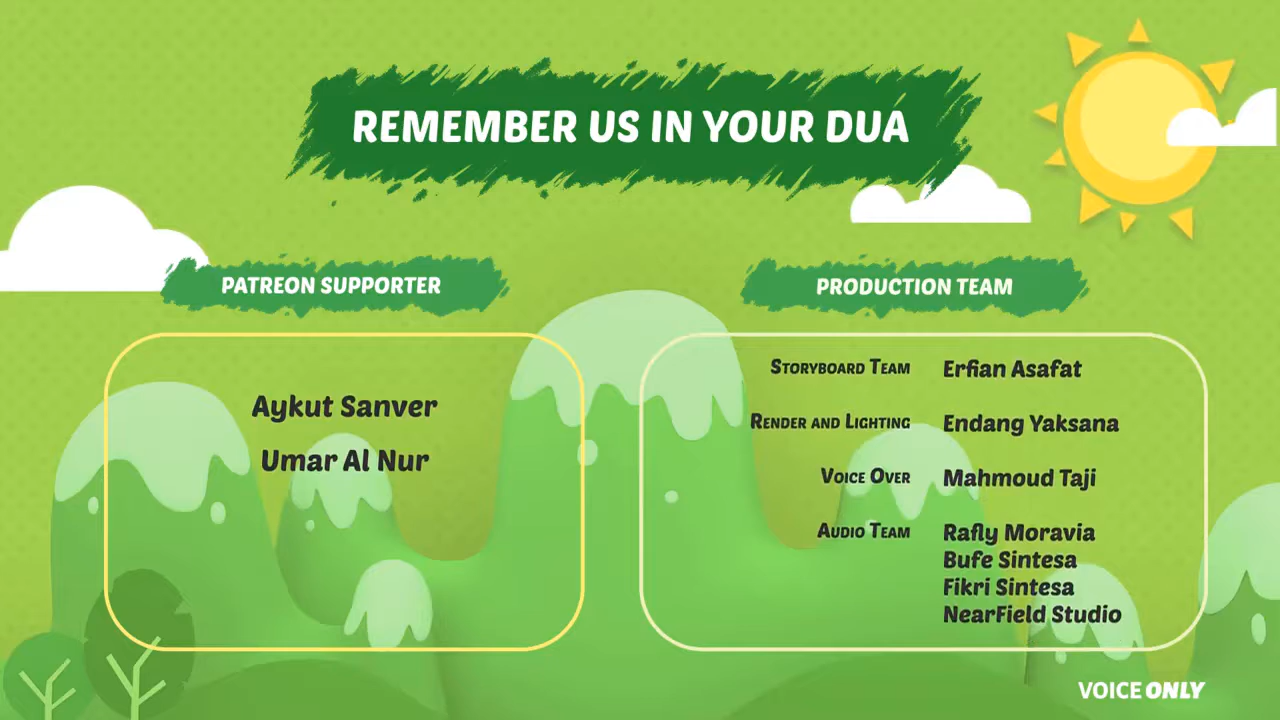 REMEMBER US IN YOUR DUA
PATREON SUPPORTER
Aykut Sanver
Umar Al Nur
PRODUCTION TEAM
Storyboard Team Erfian Asafat
Render and Lighting Endang Yaksana
Voice Over Mahmoud Taji
Audio Team Rafly Moravia
Bufe Sintesa
Fikri Sintesa
NearField Studio
VOICE ONLY